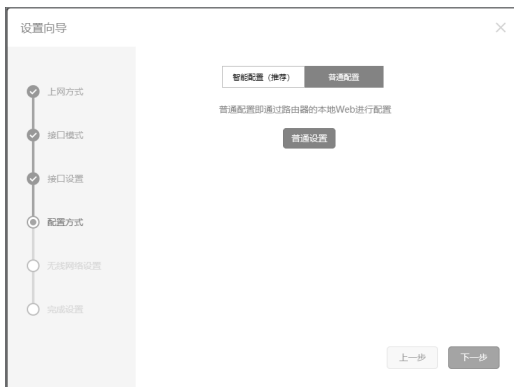 设置向导
上网方式
接口模式
接口设置
配置方式
无线网络设置
完成设置
智能配置（推荐） 普通配置
普通配置即通过路由器的本地Web进行配置
普通设置
上一步 下一步